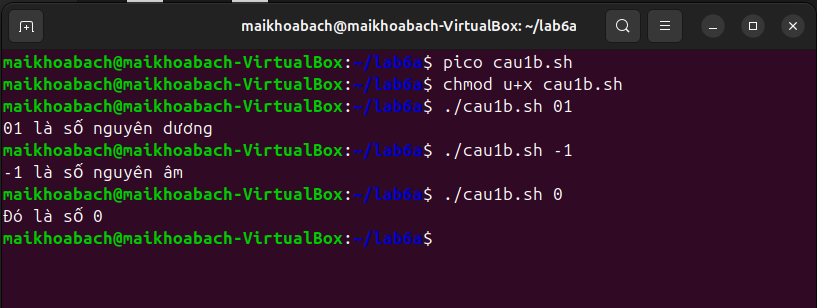 maikhoabach@maikhoabach-VirtualBox: ~/lab6a
maikhoabach@maikhoabach-VirtualBox:~/lab6a$ pico cau1b.sh
maikhoabach@maikhoabach-VirtualBox:~/lab6a$ chmod u+x cau1b.sh
maikhoabach@maikhoabach-VirtualBox:~/lab6a$ ./cau1b.sh 01
01 là số nguyên dương
maikhoabach@maikhoabach-VirtualBox:~/lab6a$ ./cau1b.sh -1
-1 là số nguyên âm
maikhoabach@maikhoabach-VirtualBox:~/lab6a$ ./cau1b.sh 0
Đó là số 0
maikhoabach@maikhoabach-VirtualBox:~/lab6a$